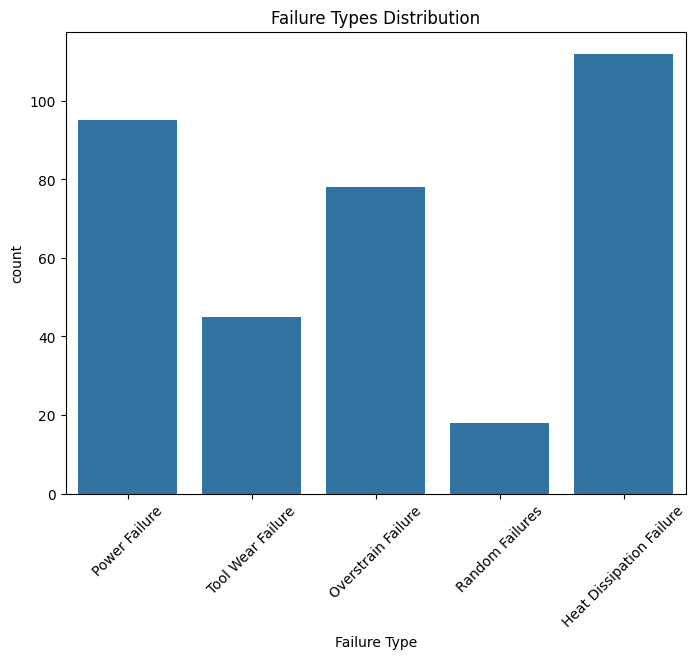 Failure Types Distribution
count
100
80
60
40
20
0
Power Failure
Tool Wear Failure
Overstrain Failure
Random Failures
Heat Dissipation Failure
Failure Type